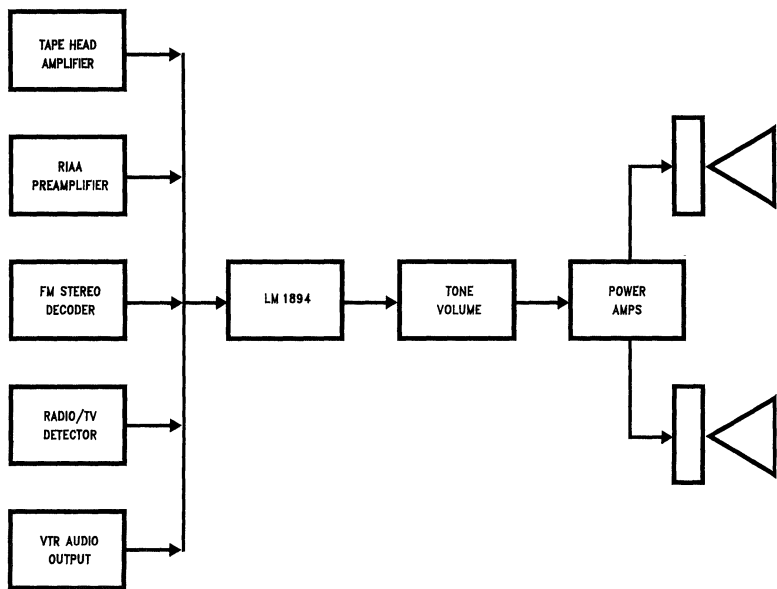 TAPE HEAD
AMPLIFIER
RIAA
PREAMPLIFIER
FM STEREO
DECODER
LM 1894
TONE
VOLUME
POWER
AMPS
RADIO/TV
DETECTOR
VTR AUDIO
OUTPUT